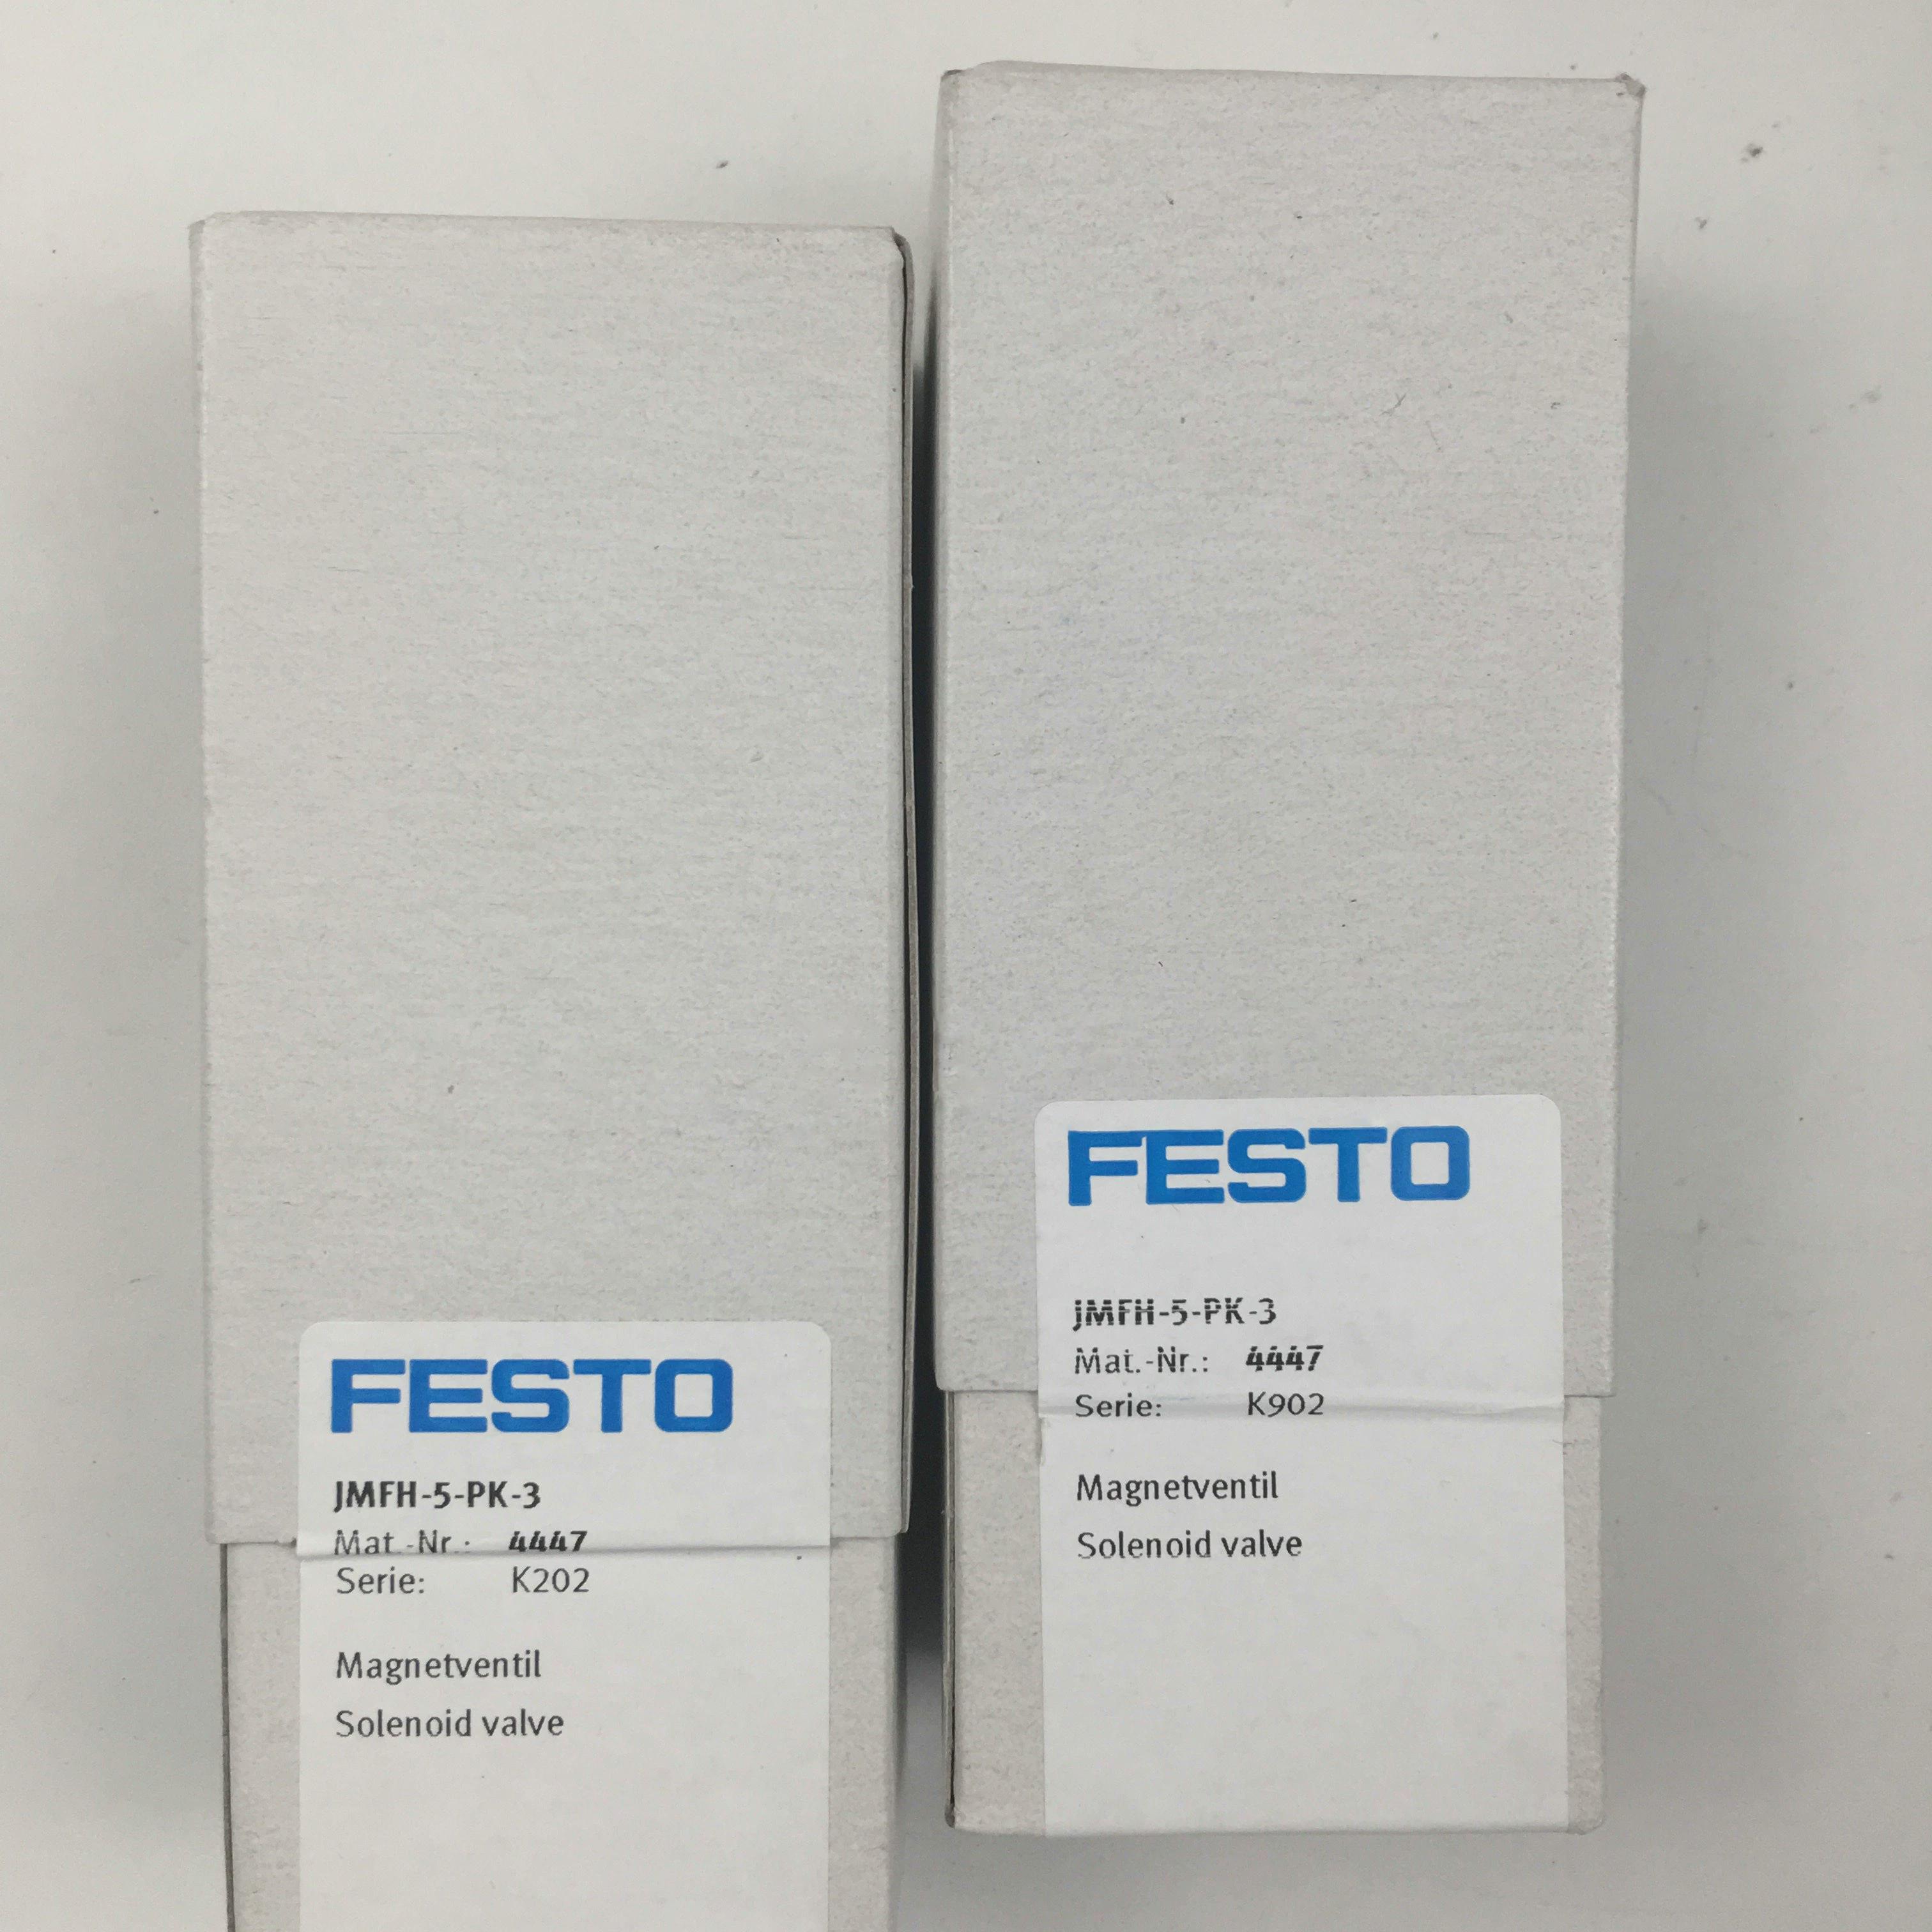 FESTO
JMFH-5-PK-3
Mat.-Nr.: 4447
Serie: K202
Magnetventil
Solenoid valve
FESTO
JMFH-5-PK-3
Mat.-Nr.: 4447
Serie: K902
Magnetventil
Solenoid valve